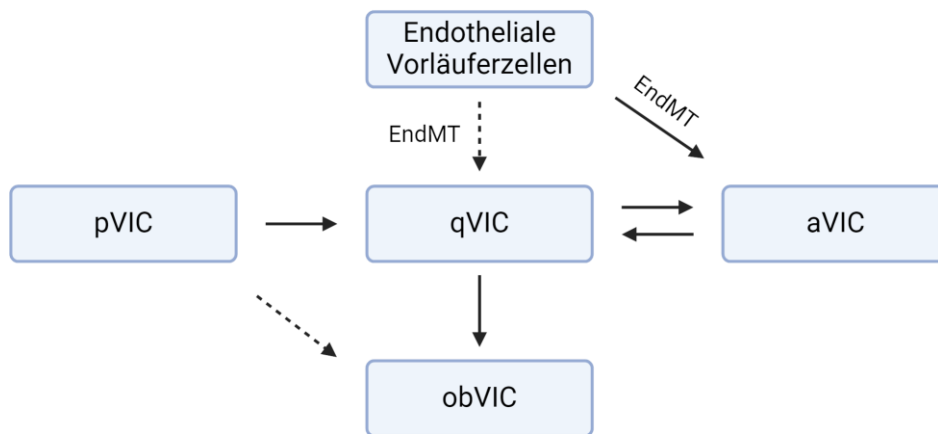 Endotheliale
Vorläuferzellen
EndMT
EndMT
pVIC
qVIC
aVIC
obVIC